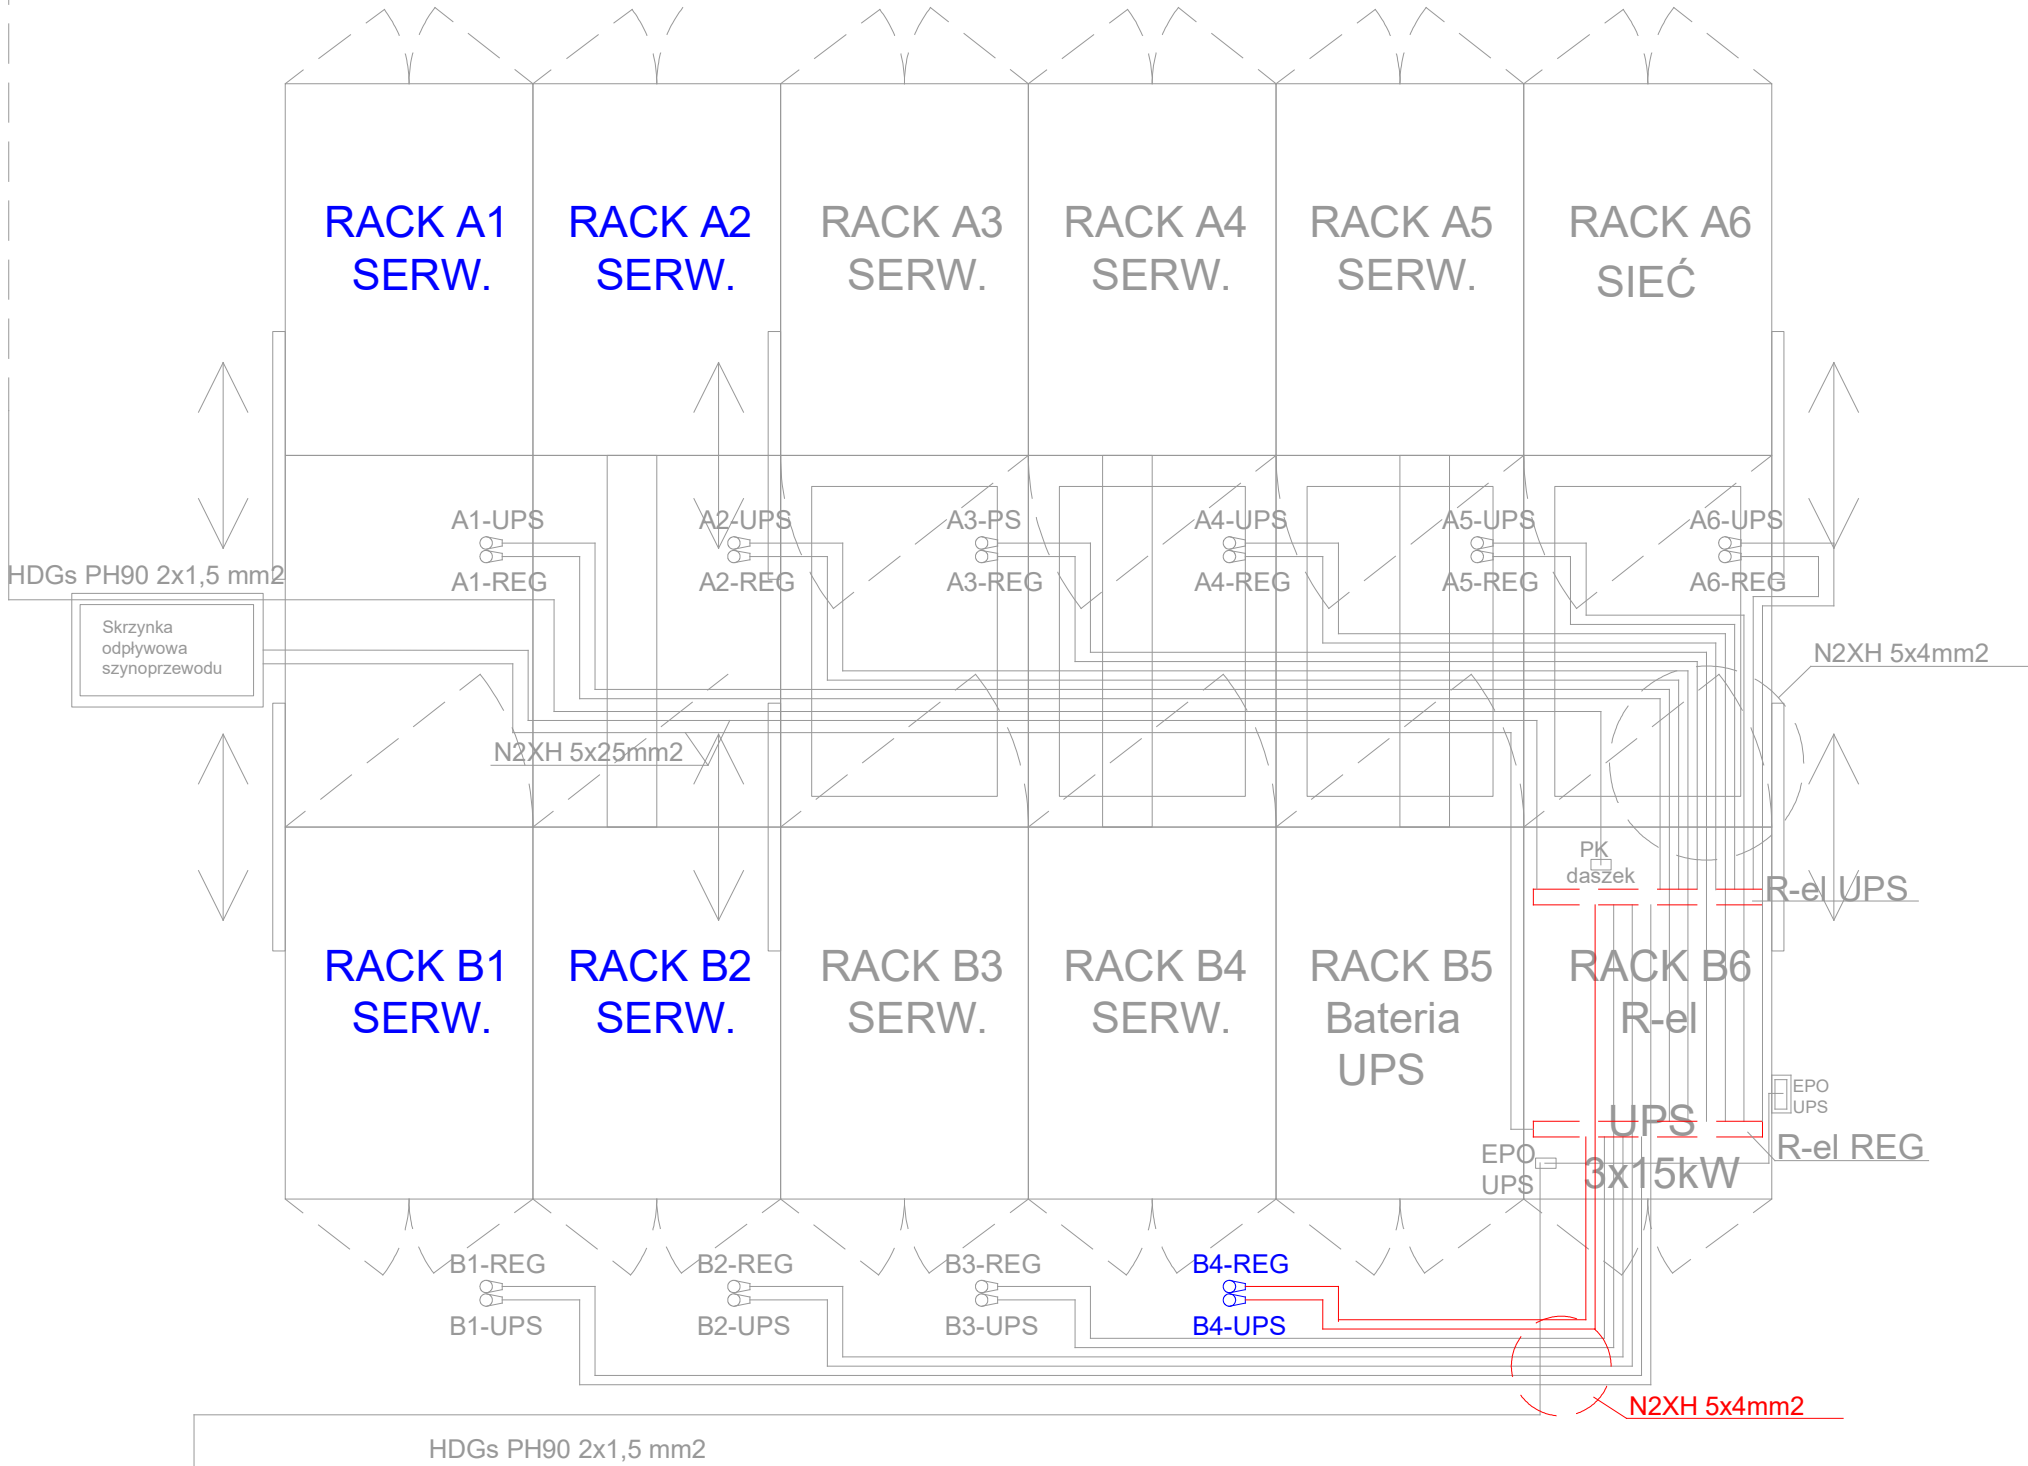 RACK A1
SERW.
RACK A2
SERW.
RACK A3
SERW.
RACK A4
SERW.
RACK A5
SERW.
RACK A6
SIEĆ
A1-UPS
A1-REG
A2-UPS
A2-REG
A3-PS
A3-REG
A4-UPS
A4-REG
A5-UPS
A5-REG
A6-UPS
A6-REG
HDGs PH90 2x1,5 mm2
Skrzynka
odpływowa
szynoprzewodu
N2XH 5x4mm2
N2XH 5x25mm2
PK
daszek
R-el UPS
RACK B1
SERW.
RACK B2
SERW.
RACK B3
SERW.
RACK B4
SERW.
RACK B5
Bateria
UPS
RACK B6
R-el
UPS
3x15kW
EPO
UPS
R-el REG
EPO
UPS
B1-REG
B1-UPS
B2-REG
B2-UPS
B3-REG
B3-UPS
B4-REG
B4-UPS
N2XH 5x4mm2
HDGs PH90 2x1,5 mm2